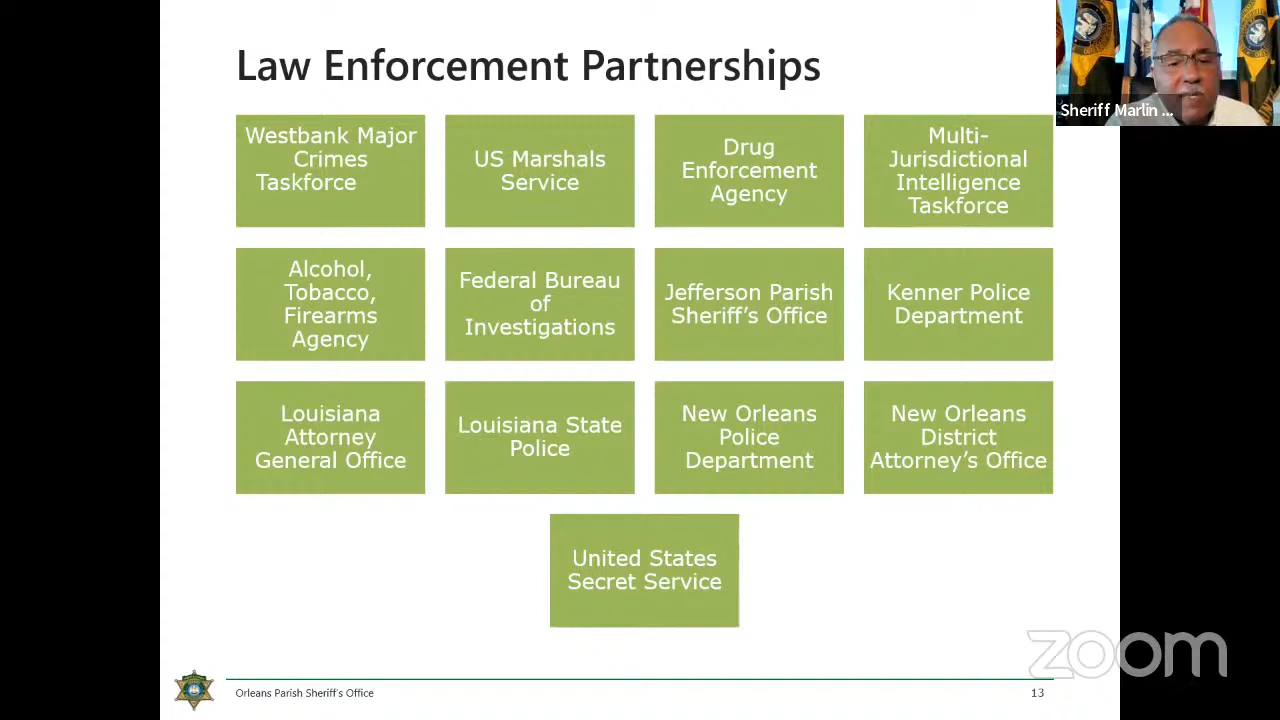 Law Enforcement Partnerships
Sheriff Marlin ...
Westbank Major
Crimes
Taskforce
US Marshals
Service
Drug
Enforcement
Agency
Multi-
Jurisdictional
Intelligence
Taskforce
Alcohol,
Tobacco,
Firearms
Agency
Federal Bureau
of
Investigations
Jefferson Parish
Sheriff’s Office
Kenner Police
Department
Louisiana
Attorney
General Office
Louisiana State
Police
New Orleans
Police
Department
New Orleans
District
Attorney’s Office
United States
Secret Service
zoom
Orleans Parish Sheriff's Office
13